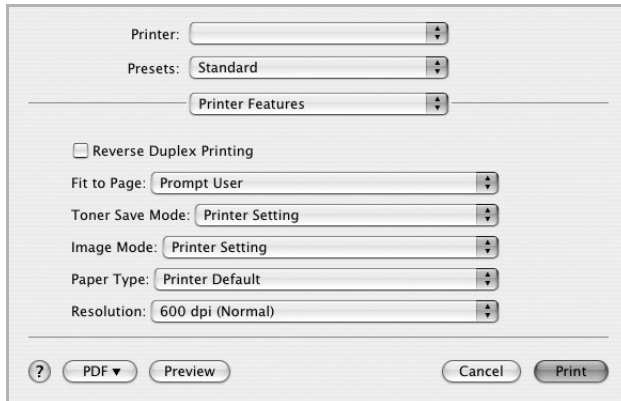 Printer:
Presets: Standard
Printer Features
Reverse Duplex Printing
Fit to Page: Prompt User
Toner Save Mode: Printer Setting
Image Mode: Printer Setting
Paper Type: Printer Default
Resolution: 600 dpi (Normal)
? PDF ▼ Preview Cancel Print